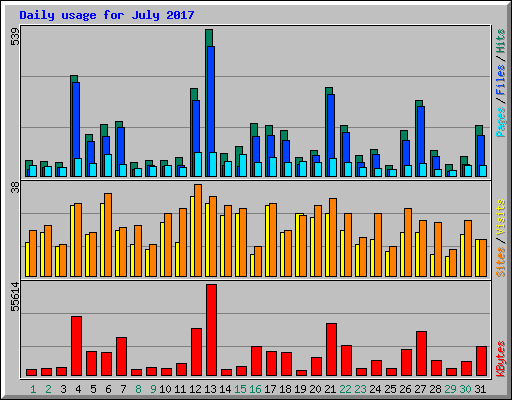 Daily usage for July 2017
539
Pages / Files / Hits
38
Sites / Visits
55614
KBytes
1 2 3 4 5 6 7 8 9 10 11 12 13 14 15 16 17 18 19 20 21 22 23 24 25 26 27 28 29 30 31